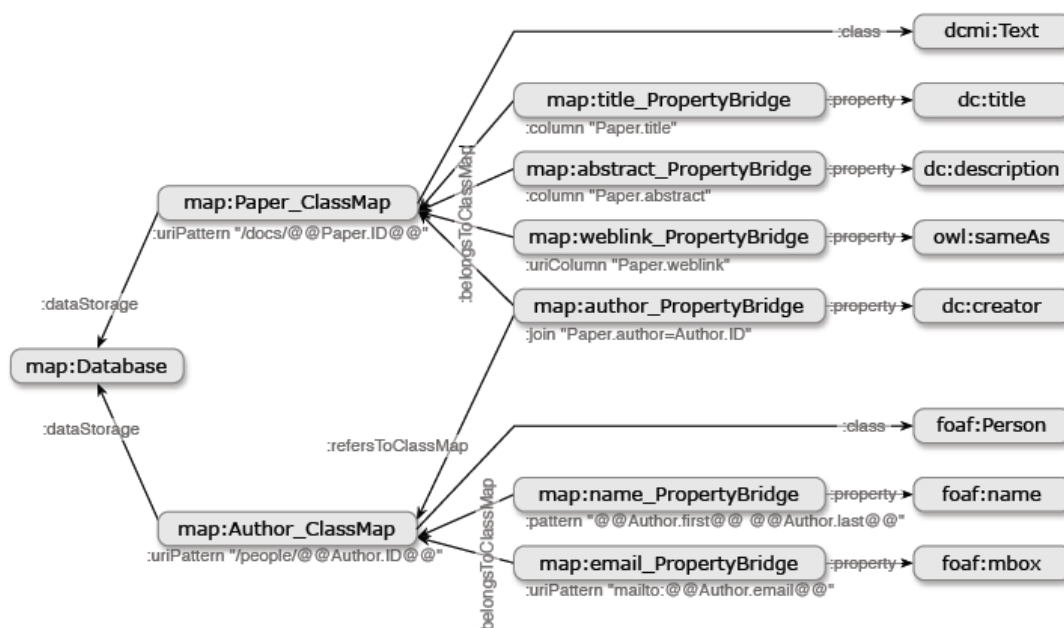 :class
dcmi:Text
map:title_PropertyBridge
:property
dc:title
:column "Paper.title"
map:abstract_PropertyBridge
:property
dc:description
:column "Paper.abstract"
:belongsToClassMap
map:Paper_ClassMap
:uriPattern "/docs/@@Paper.ID@@"
map:weblink_PropertyBridge
:property
owl:sameAs
:uriColumn "Paper.weblink"
:dataStorage
map:author_PropertyBridge
:property
dc:creator
:join "Paper.author=Author.ID"
map:Database
:dataStorage
:refersToClassMap
:class
foaf:Person
map:name_PropertyBridge
:property
foaf:name
:pattern "@@Author.first@@ @@Author.last@@"
:belongsToClassMap
map:Author_ClassMap
:uriPattern "/people/@@Author.ID@@"
map:email_PropertyBridge
:property
foaf:mbox
:uriPattern "mailto:@@Author.email@@"